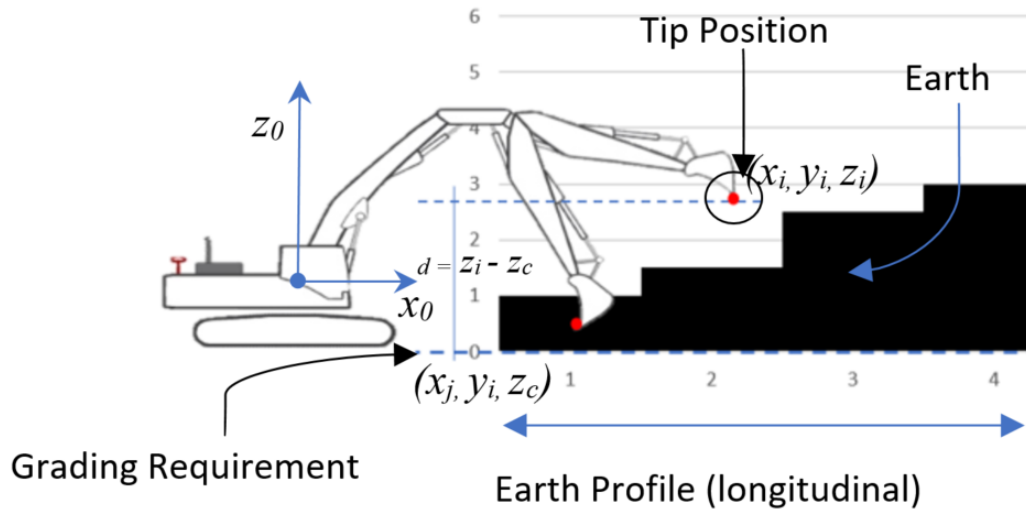 6
Tip Position
5
Earth
z0
4
(xi, yi, zi)
3
2
d = zi - zc
x0
1
0
(xj, yi, zc)
1 2 3 4
Grading Requirement
Earth Profile (longitudinal)